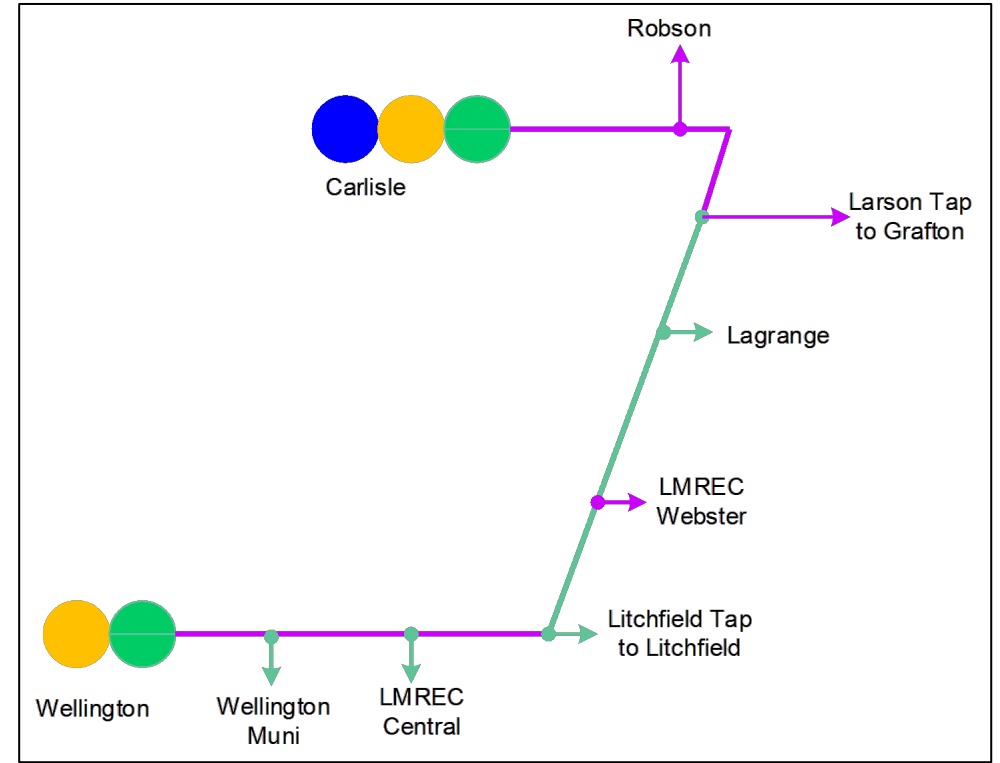 Robson
Carlisle
Larson Tap
to Grafton
Lagrange
LMREC
Webster
Litchfield Tap
to Litchfield
Wellington
Wellington
Muni
LMREC
Central